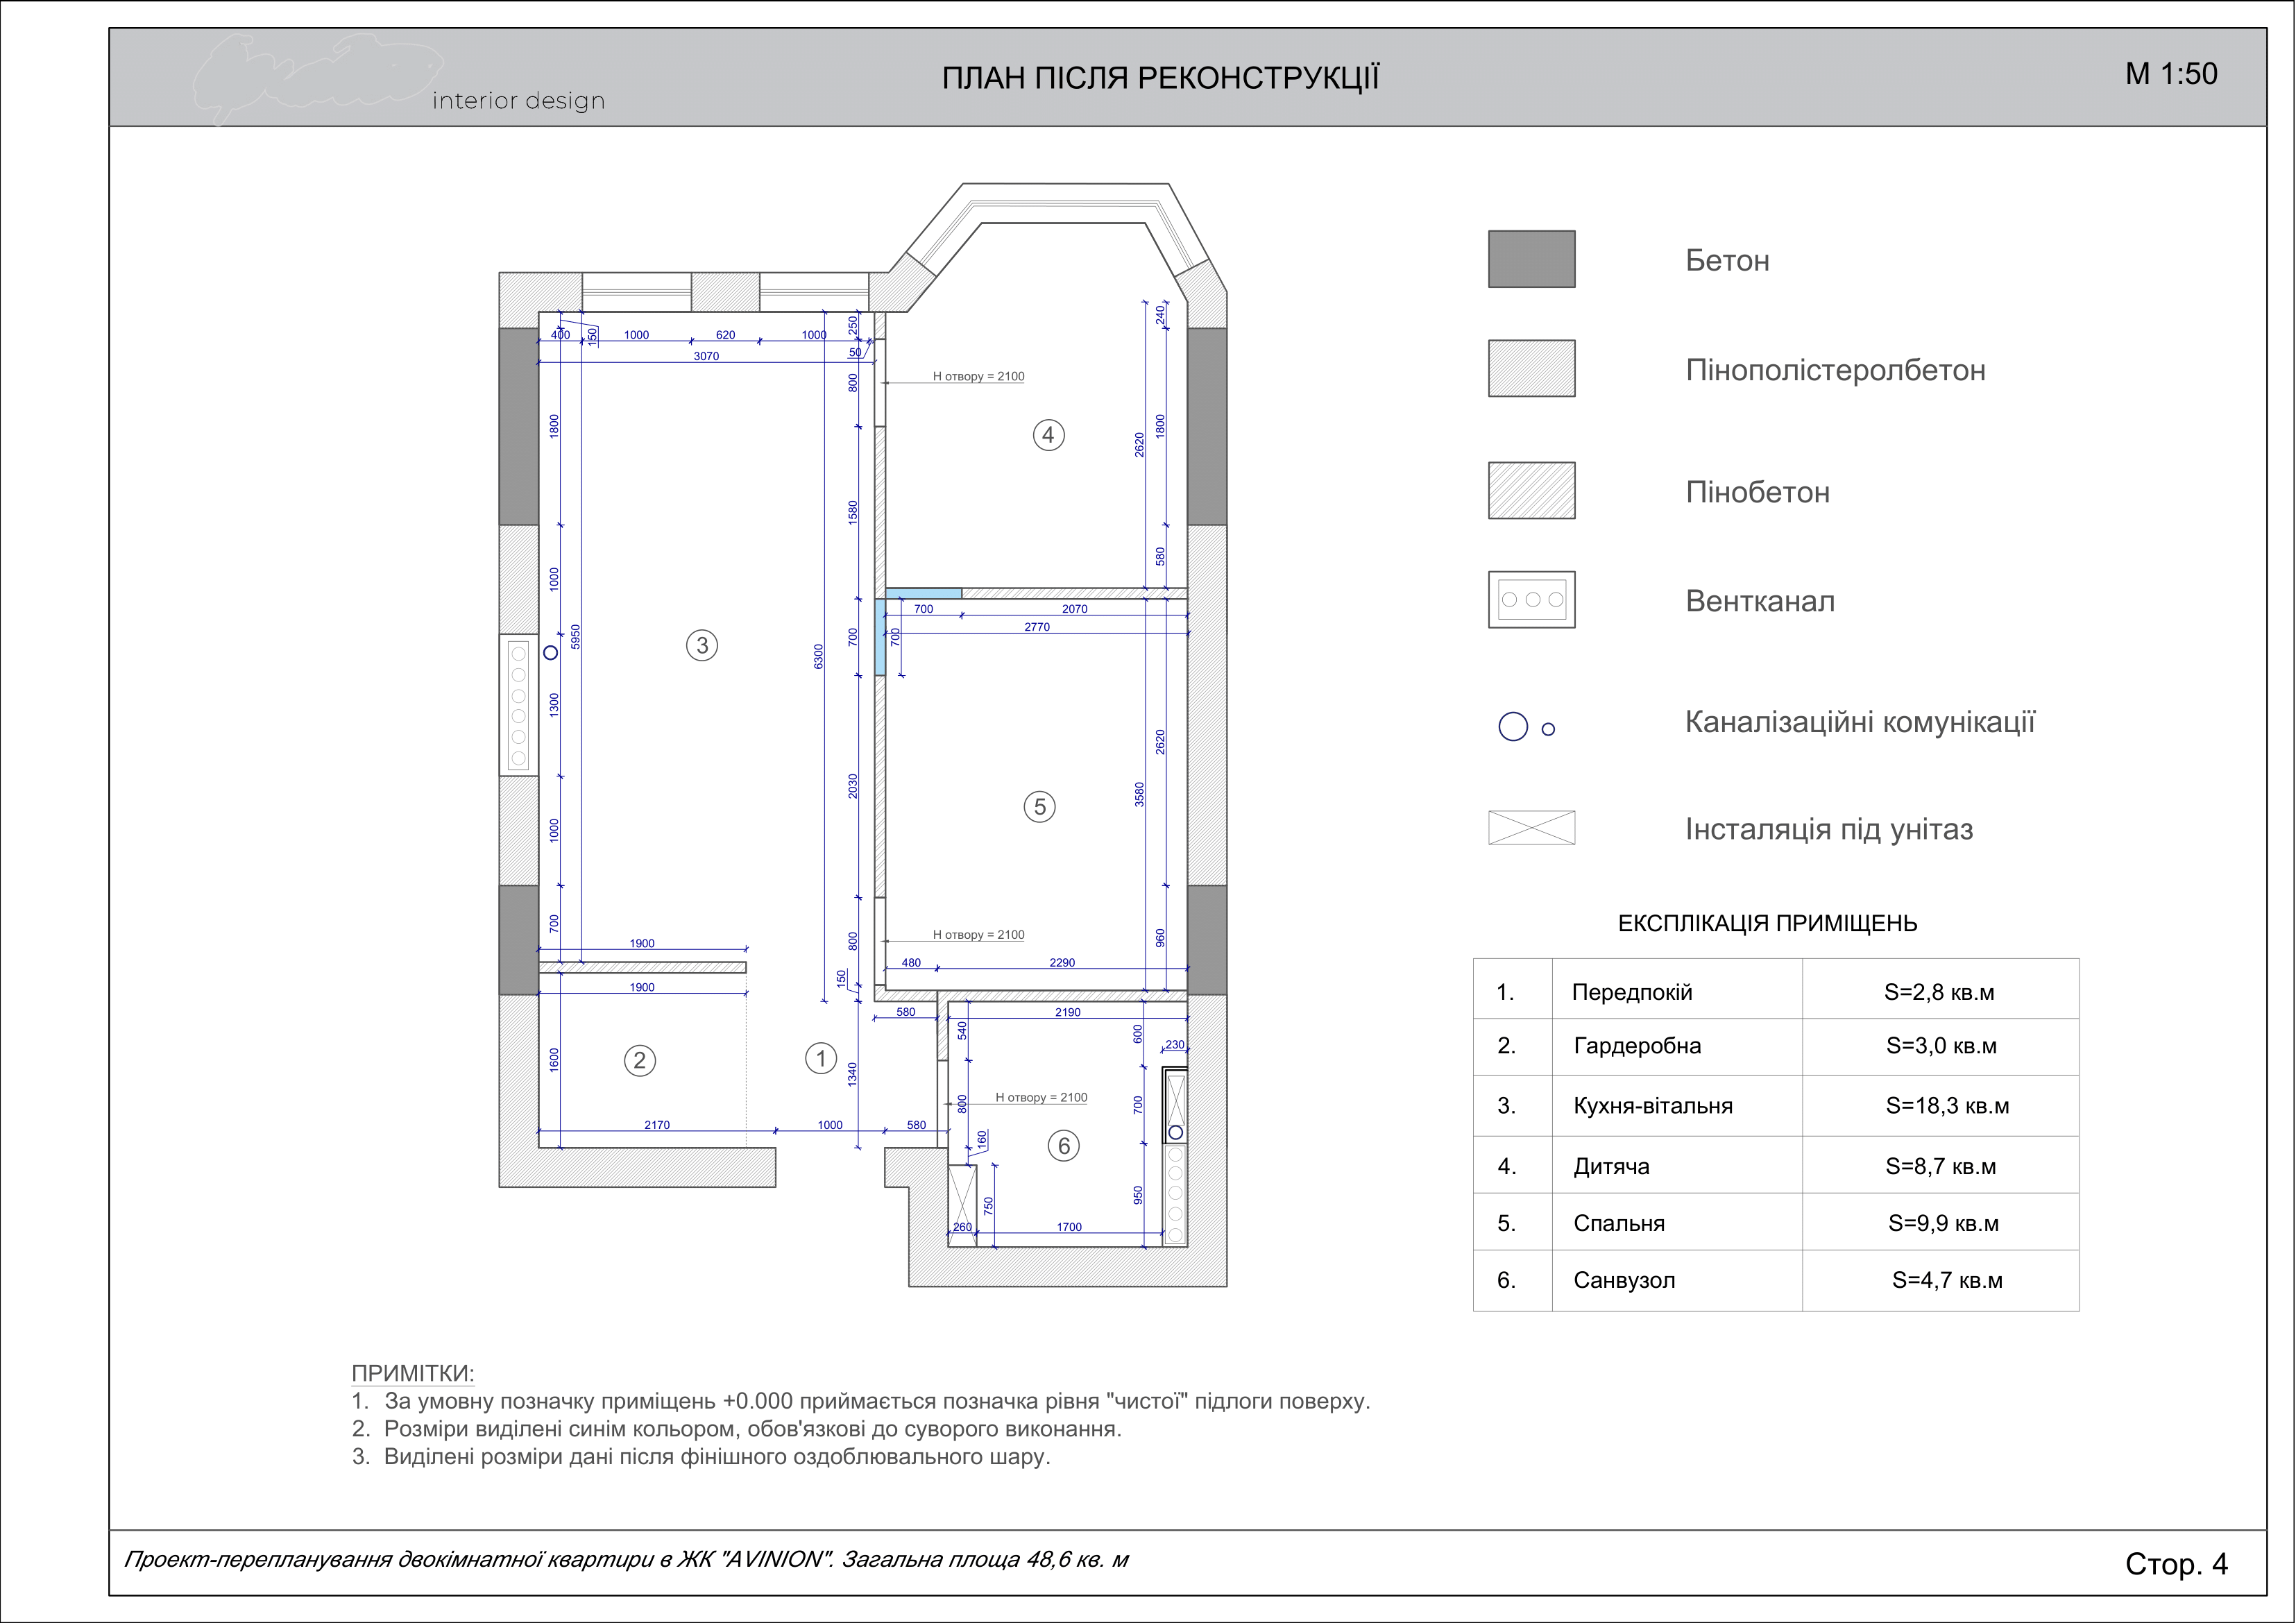 interior design
ПЛАН ПІСЛЯ РЕКОНСТРУКЦІЇ
М 1:50
400
150
1000
620
1000
250
50
3070
800
Н отвору = 2100
240
1800
1800
2620
4
1580
1000
580
700
2070
2770
3
5950
6300
700
700
1300
2620
2030
3580
5
1000
700
800
Н отвору = 2100
960
1900
480
2290
150
1900
580
2190
540
600
230
2
1
1600
1340
800
Н отвору = 2100
700
2170
1000
580
160
6
750
950
260
1700
Бетон
Пінополістеролбетон
Пінобетон
Вентканал
Каналізаційні комунікації
Інсталяція під унітаз
ЕКСПЛІКАЦІЯ ПРИМІЩЕНЬ
1. Передпокій S=2,8 кв.м
2. Гардеробна S=3,0 кв.м
3. Кухня-вітальня S=18,3 кв.м
4. Дитяча S=8,7 кв.м
5. Спальня S=9,9 кв.м
6. Санвузол S=4,7 кв.м
ПРИМІТКИ:
1. За умовну позначку приміщень +0.000 приймається позначка рівня "чистої" підлоги поверху.
2. Розміри виділені синім кольором, обов'язкові до суворого виконання.
3. Виділені розміри дані після фінішного оздоблювального шару.
Проект-перепланування двокімнатної квартири в ЖК "AVINION". Загальна площа 48,6 кв. м
Стор. 4